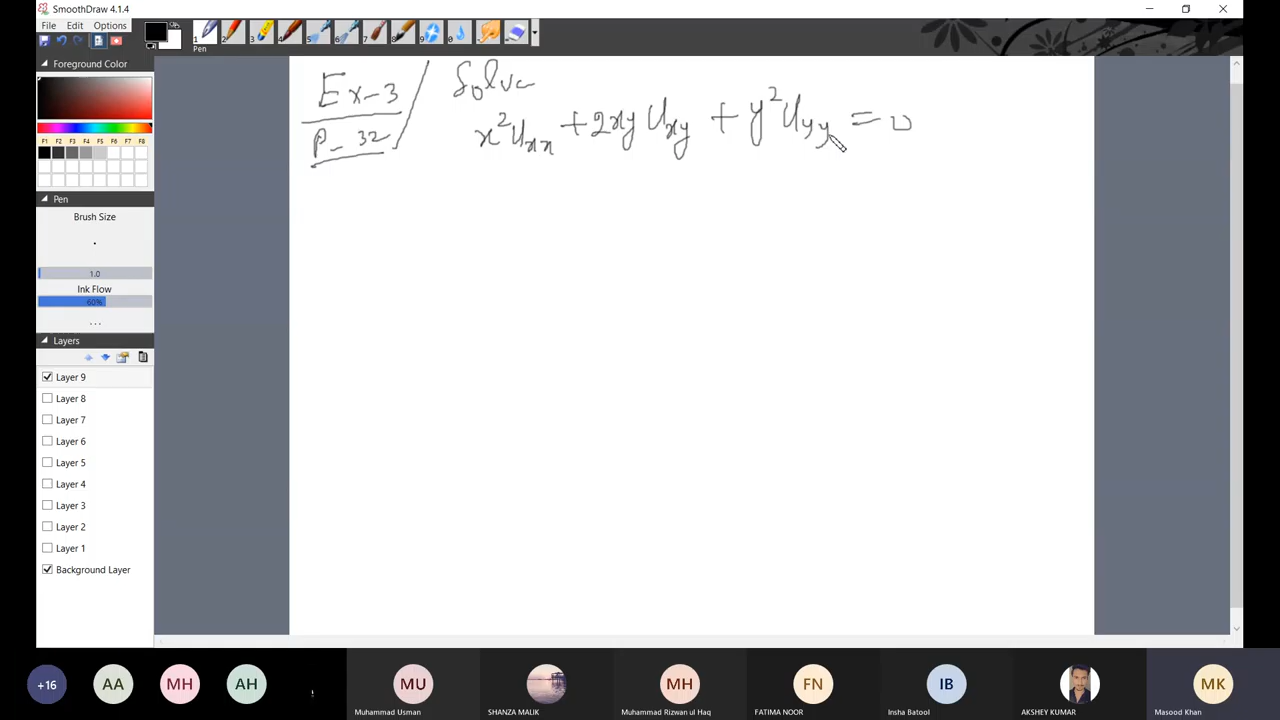 SmoothDraw 4.1.4
File Edit Options
Pen
Foreground Color
F1 F2 F3 F4 F5 F6 F7 F8
Pen
Brush Size
1.0
Ink Flow
60%
...
Layers
Layer 9
Layer 8
Layer 7
Layer 6
Layer 5
Layer 4
Layer 3
Layer 2
Layer 1
Background Layer
Ex-3
P-32
Solve
x²Uxx + 2xy Uxy + y²Uyy = 0
+16
AA
MH
AH
MU
Muhammad Usman
SHANZA MALIK
MH
Muhammad Rizwan ul Haq
FN
FATIMA NOOR
IB
Insha Batool
AKSHEY KUMAR
MK
Masood Khan